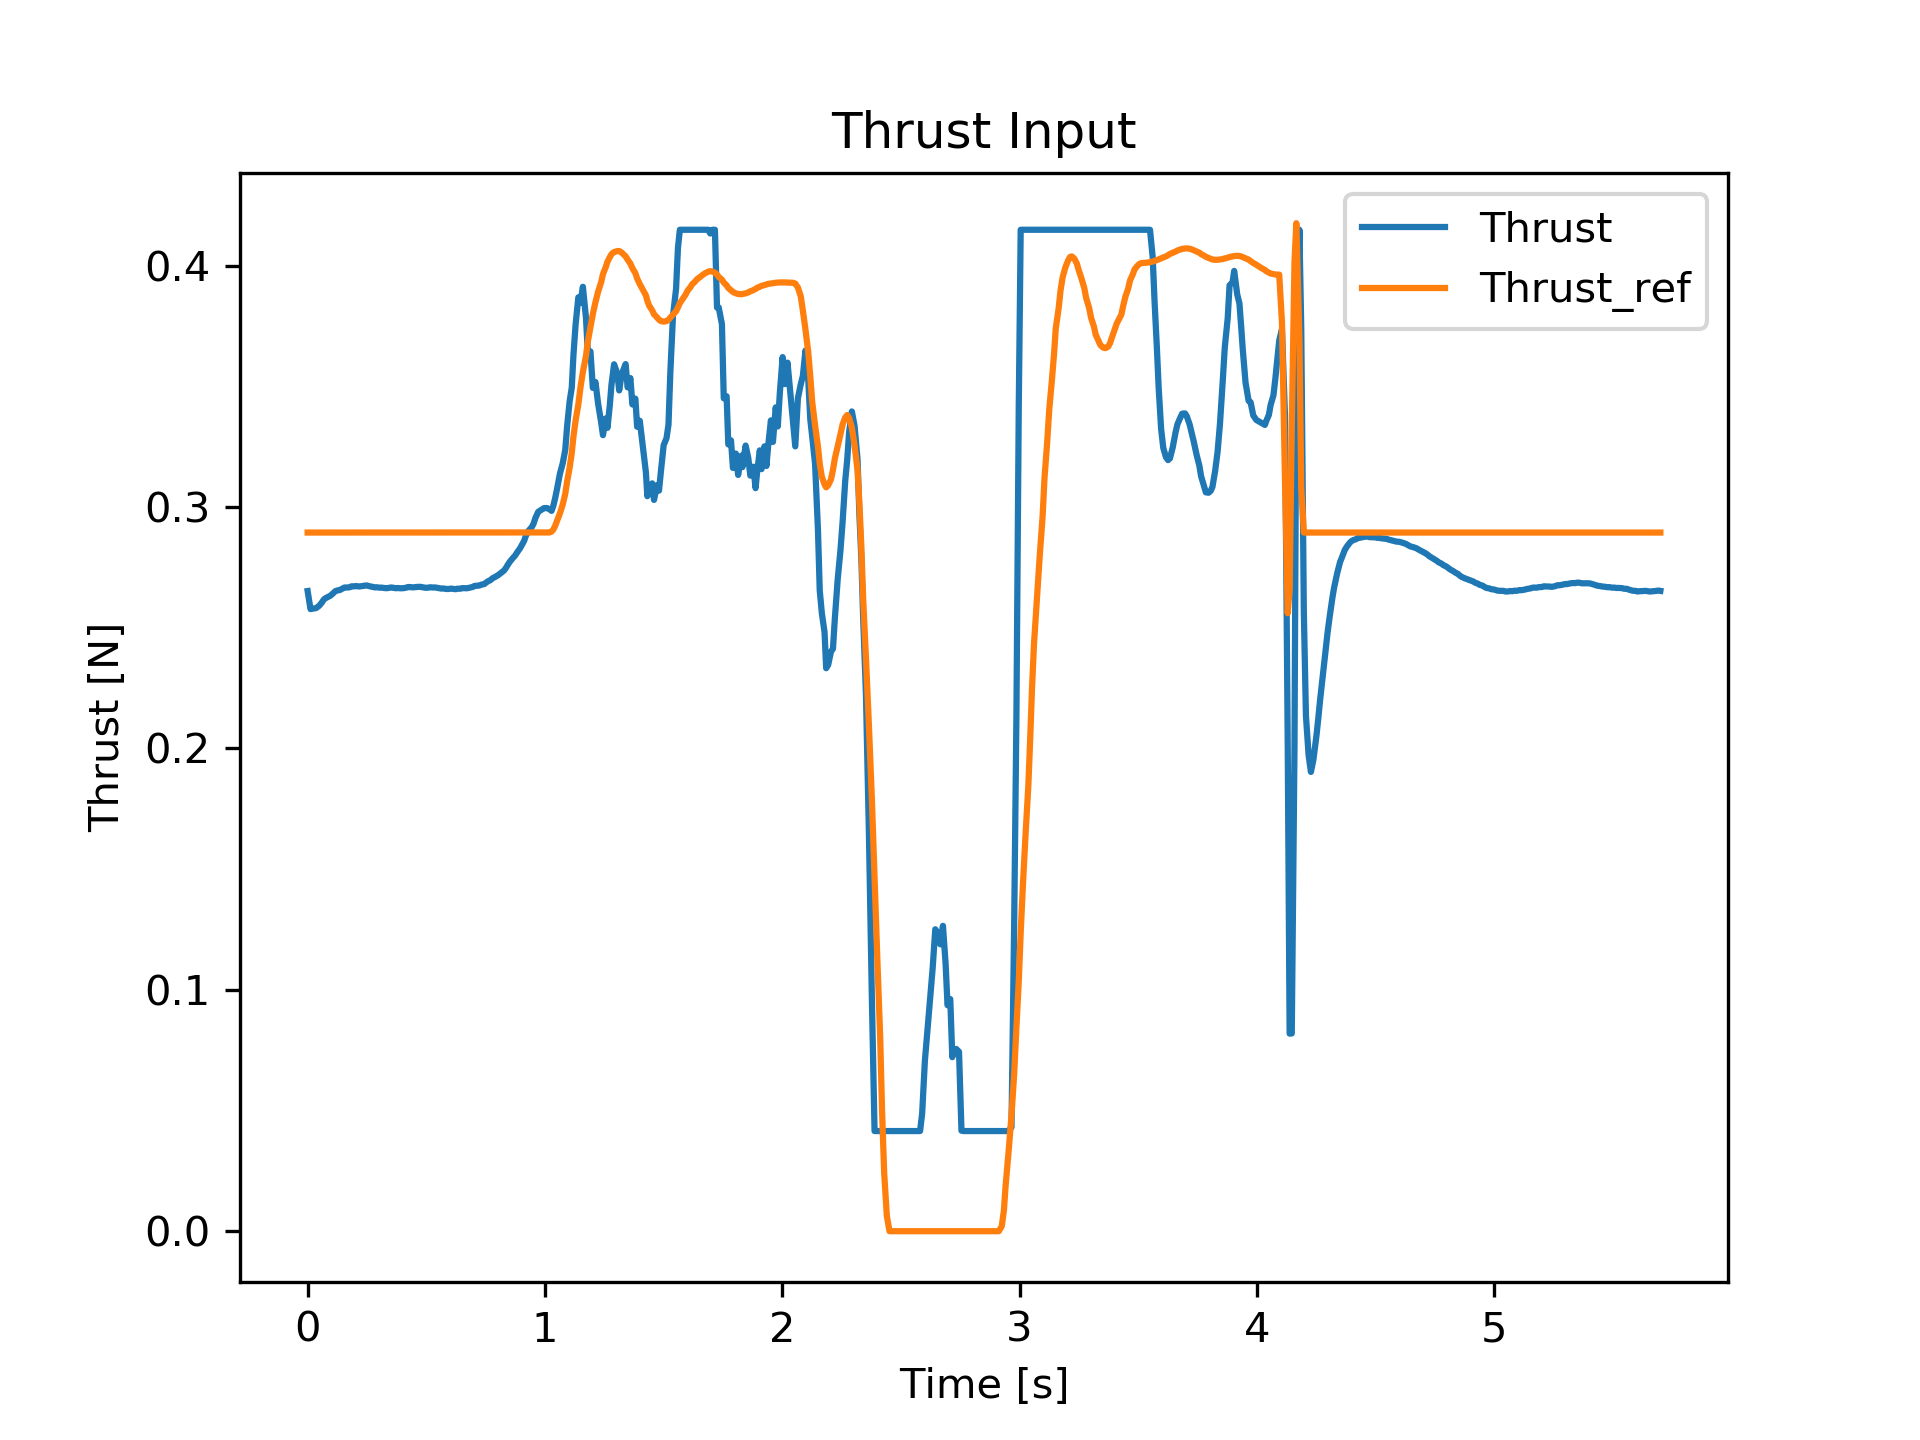 Thrust Input
Thrust
Thrust_ref
Thrust [N]
0.4
0.3
0.2
0.1
0.0
0 1 2 3 4 5
Time [s]